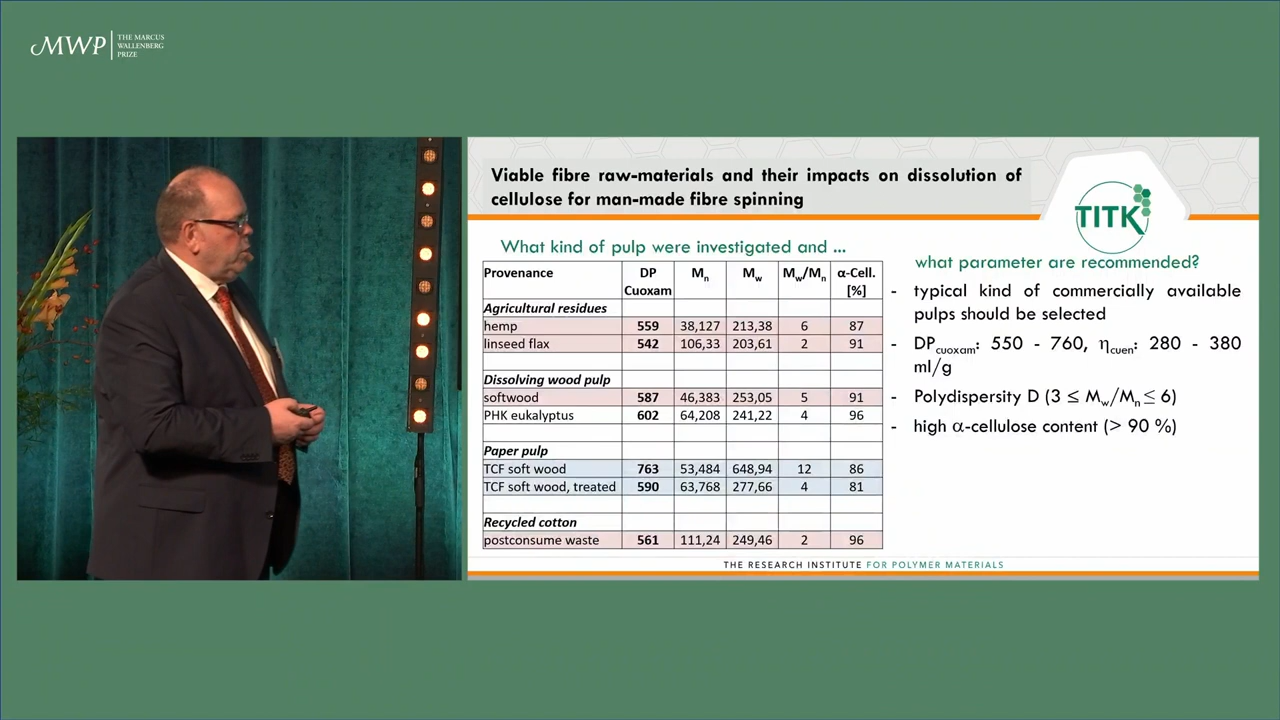 MWP
THE MARCUS
WALLENBERG
PRIZE
Viable fibre raw-materials and their impacts on dissolution of
cellulose for man-made fibre spinning
TITK
What kind of pulp were investigated and ...
Provenance DP Cuoxam Mn Mw Mw/Mn α-Cell. [%]
Agricultural residues
hemp 559 38,127 213,38 6 87
linseed flax 542 106,33 203,61 2 91
Dissolving wood pulp
softwood 587 46,383 253,05 5 91
PHK eukalyptus 602 64,208 241,22 4 96
Paper pulp
TCF soft wood 763 53,484 648,94 12 86
TCF soft wood, treated 590 63,768 277,66 4 81
Recycled cotton
postconsume waste 561 111,24 249,46 2 96
what parameter are recommended?
- typical kind of commercially available
pulps should be selected
- DPcuoxam: 550 - 760, ηcuen: 280 - 380
ml/g
- Polydispersity D (3 ≤ Mw/Mn ≤ 6)
- high α-cellulose content (> 90 %)
THE RESEARCH INSTITUTE FOR POLYMER MATERIALS